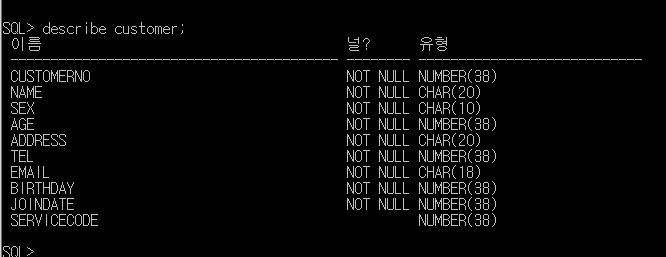 SQL> describe customer;
이름 널? 유형
----------------------------------------- -------- ----------------------------
CUSTOMERNO NOT NULL NUMBER(38)
NAME NOT NULL CHAR(20)
SEX NOT NULL CHAR(10)
AGE NOT NULL NUMBER(38)
ADDRESS NOT NULL CHAR(20)
TEL NOT NULL NUMBER(38)
EMAIL NOT NULL CHAR(18)
BIRTHDAY NOT NULL NUMBER(38)
JOINDATE NOT NULL NUMBER(38)
SERVICECODE NUMBER(38)
SQL>